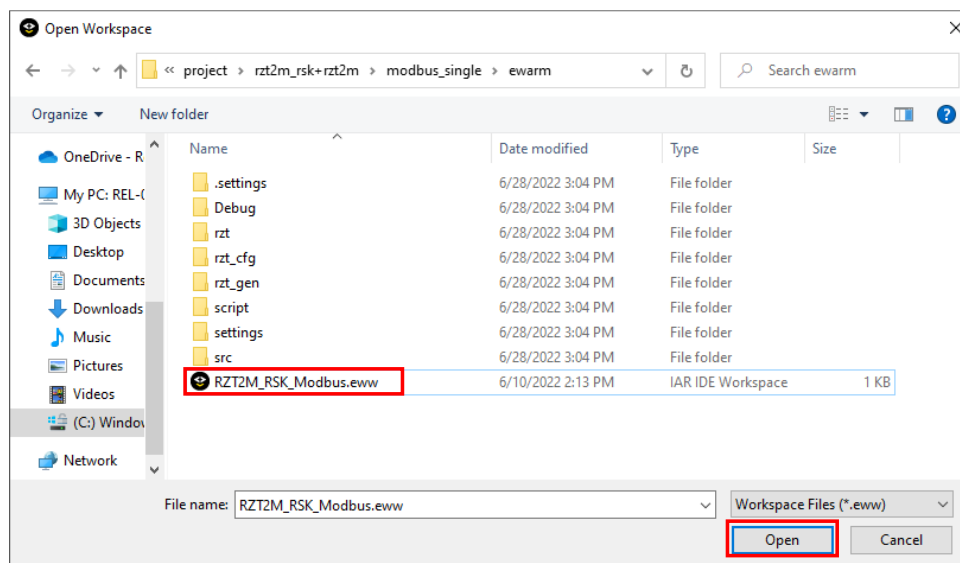 Open Workspace
« project › rzt2m_rsk+rzt2m › modbus_single › ewarm
Search ewarm
Organize New folder
Name Date modified Type Size
OneDrive - R
My PC: REL-
3D Objects
Desktop
Documents
Downloads
Music
Pictures
Videos
(C:) Windo
Network
.settings 6/28/2022 3:04 PM File folder
Debug 6/28/2022 3:04 PM File folder
rzt 6/28/2022 3:04 PM File folder
rzt_cfg 6/28/2022 3:04 PM File folder
rzt_gen 6/28/2022 3:04 PM File folder
script 6/28/2022 3:04 PM File folder
settings 6/28/2022 3:04 PM File folder
src 6/28/2022 3:04 PM File folder
RZT2M_RSK_Modbus.eww 6/10/2022 2:13 PM IAR IDE Workspace 1 KB
File name: RZT2M_RSK_Modbus.eww Workspace Files (*.eww)
Open Cancel